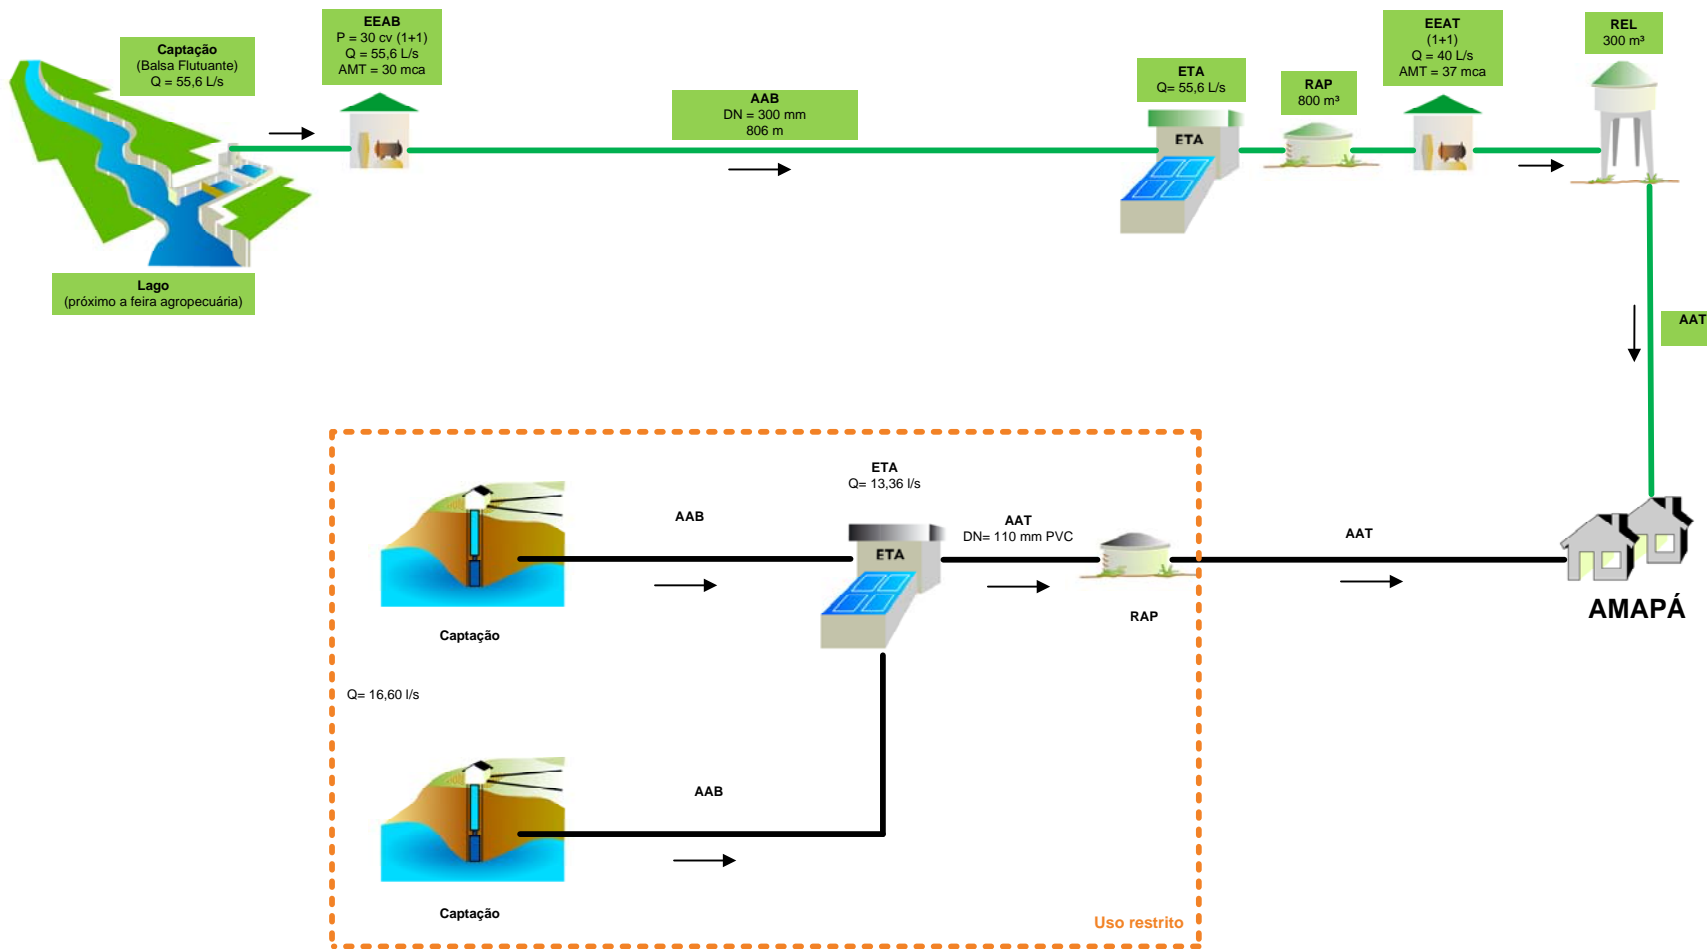 Captação
(Balsa Flutuante)
Q = 55,6 L/s
EEAB
P = 30 cv (1+1)
Q = 55,6 L/s
AMT = 30 mca
AAB
DN = 300 mm
806 m
ETA
Q= 55,6 L/s
ETA
RAP
800 m³
EEAT
(1+1)
Q = 40 L/s
AMT = 37 mca
REL
300 m³
Lago
(próximo a feira agropecuária)
AAT
ETA
Q= 13,36 l/s
AAB
ETA
AAT
DN= 110 mm PVC
AAT
Captação
RAP
AMAPÁ
Q= 16,60 l/s
AAB
Captação
Uso restrito